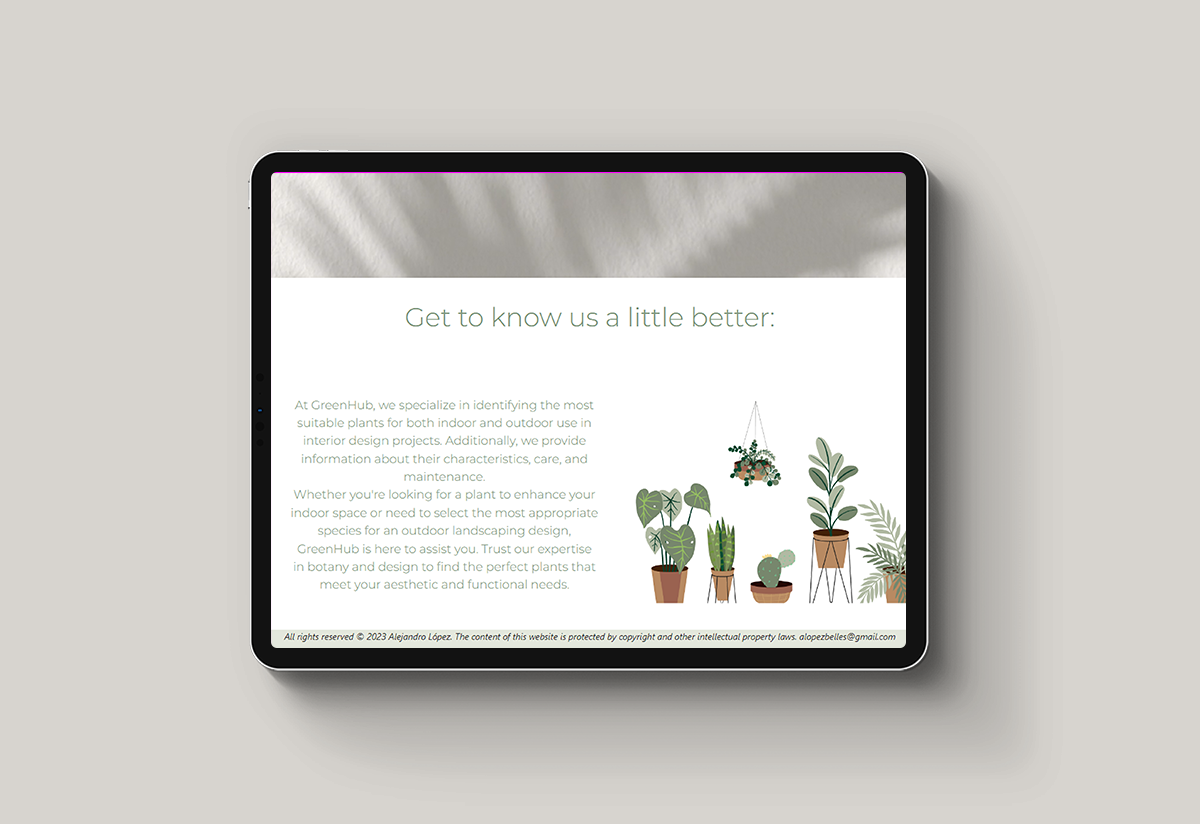 Get to know us a little better:
At GreenHub, we specialize in identifying the most
suitable plants for both indoor and outdoor use in
interior design projects. Additionally, we provide
information about their characteristics, care, and
maintenance.
Whether you're looking for a plant to enhance your
indoor space or need to select the most appropriate
species for an outdoor landscaping design,
GreenHub is here to assist you. Trust our expertise
in botany and design to find the perfect plants that
meet your aesthetic and functional needs.
All rights reserved © 2023 Alejandro López. The content of this website is protected by copyright and other intellectual property laws. alopezbelles@gmail.com